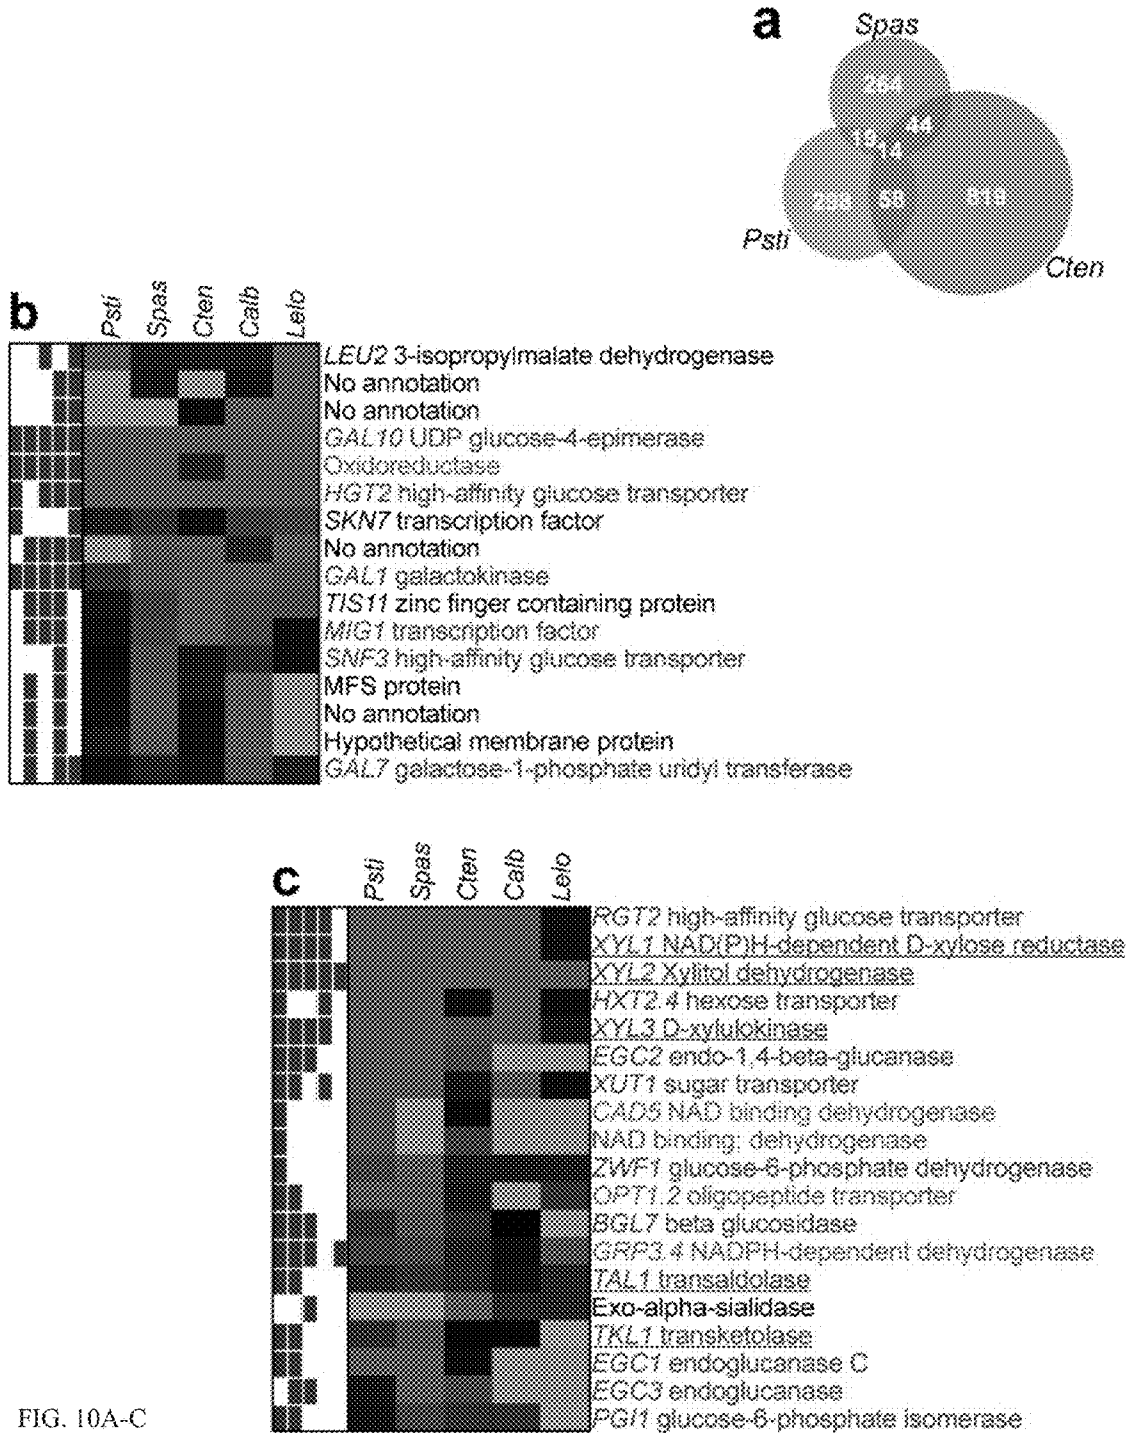 a
Spas
284
44
19
14
58
819
Psti
Cten
b
Psti
Spas
Cten
Calb
Lelo
LEU2 3-isopropylmalate dehydrogenase
No annotation
No annotation
GAL10 UDP glucose-4-epimerase
Oxidoreductase
HGT2 high-affinity glucose transporter
SKN7 transcription factor
No annotation
GAL1 galactokinase
TIS11 zinc finger containing protein
MIG1 transcription factor
SNF3 high-affinity glucose transporter
MFS protein
No annotation
Hypothetical membrane protein
GAL7 galactose-1-phosphate uridyl transferase
c
Psti
Spas
Cten
Calb
Lelo
RGT2 high-affinity glucose transporter
XYL1 NAD(P)H-dependent D-xylose reductase
XYL2 Xylitol dehydrogenase
HXT2.4 hexose transporter
XYL3 D-xylulokinase
EGC2 endo-1,4-beta-glucanase
XUT1 sugar transporter
CAD5 NAD binding dehydrogenase
NAD binding; dehydrogenase
ZWF1 glucose-6-phosphate dehydrogenase
OPT1.2 oligopeptide transporter
BGL7 beta glucosidase
GRP3.4 NADPH-dependent dehydrogenase
TAL1 transaldolase
Exo-alpha-sialidase
TKL1 transketolase
EGC1 endoglucanase C
EGC3 endoglucanase
PGI1 glucose-6-phosphate isomerase
FIG. 10A-C